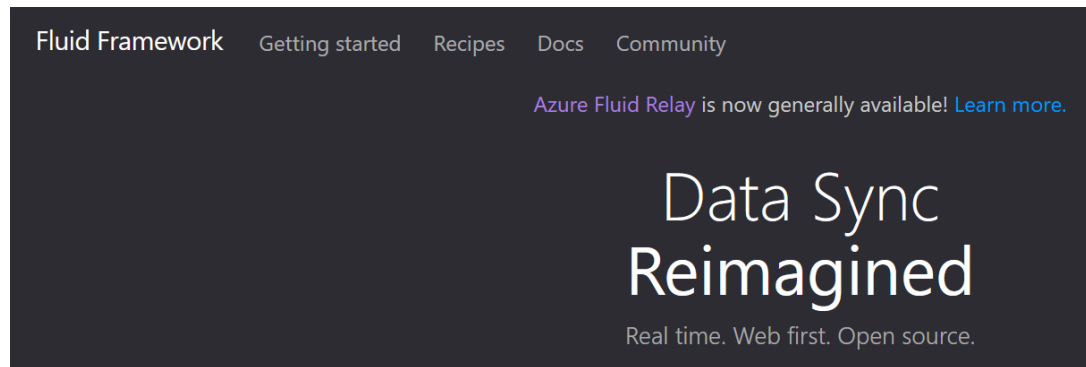 Fluid Framework Getting started Recipes Docs Community
Azure Fluid Relay is now generally available! Learn more.
Data Sync
Reimagined
Real time. Web first. Open source.